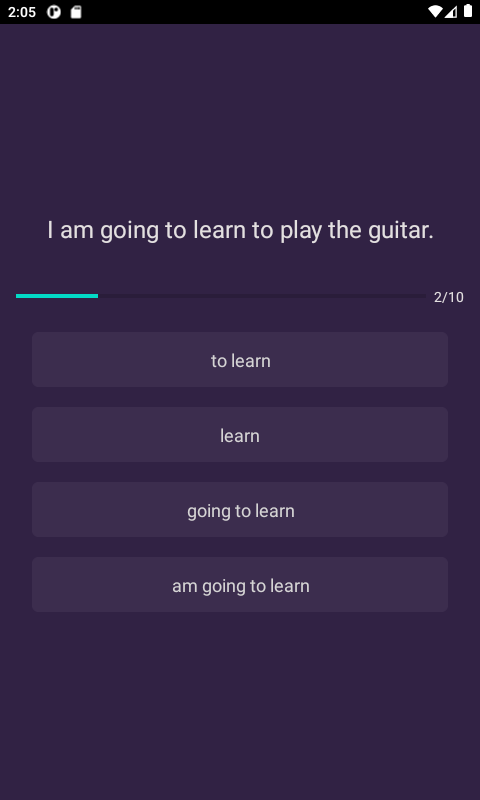 2:05
I am going to learn to play the guitar.
2/10
to learn
learn
going to learn
am going to learn